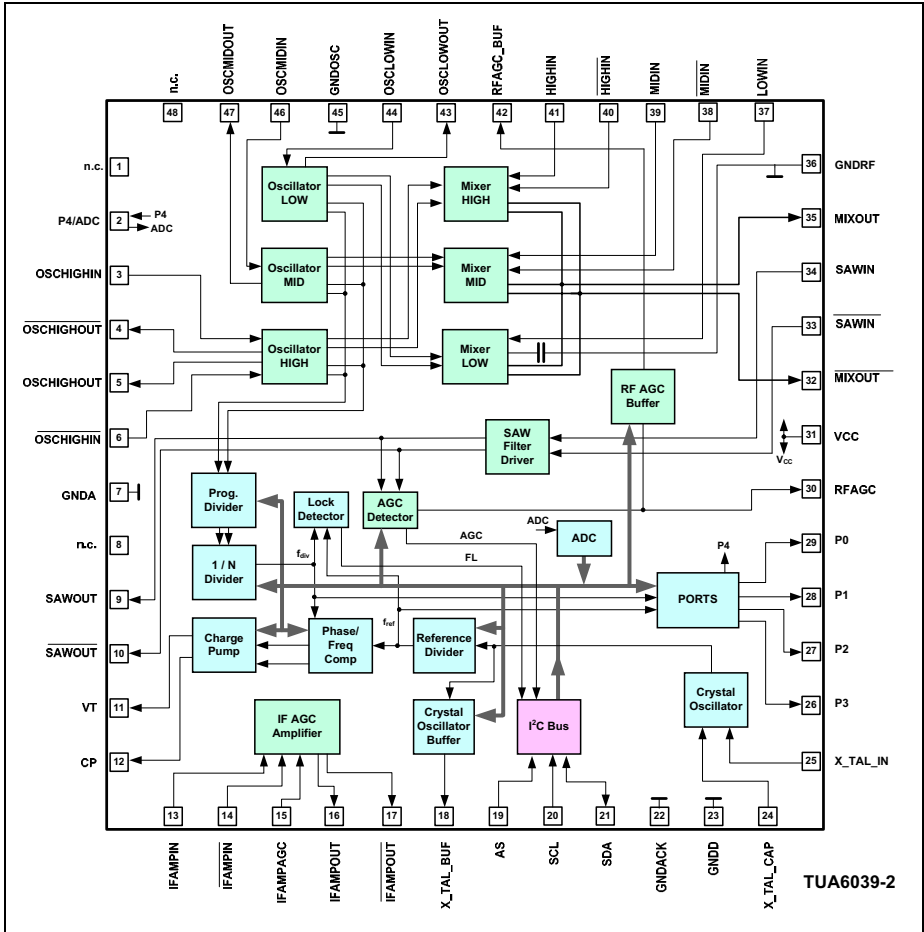 n.c.
OSCMIDOUT
OSCMIDIN
GNDOSC
OSCLOWIN
OSCLOWOUT
RFAGC_BUF
HIGHIN
HIGHIN
MIDIN
MIDIN
LOWIN
48
47
46
45
44
43
42
41
40
39
38
37
n.c.
1
P4/ADC
2
P4
ADC
OSCHIGHIN
3
OSCHIGHOUT
4
OSCHIGHOUT
5
OSCHIGHIN
6
GNDA
7
n.c.
8
SAWOUT
9
SAWOUT
10
VT
11
CP
12
Oscillator
LOW
Mixer
HIGH
Oscillator
MID
Mixer
MID
Oscillator
HIGH
Mixer
LOW
RF AGC
Buffer
SAW
Filter
Driver
Prog.
Divider
Lock
Detector
AGC
Detector
AGC
FL
ADC
ADC
1 / N
Divider
fdiv
P4
PORTS
Charge
Pump
Phase/
Freq
Comp
fref
Reference
Divider
IF AGC
Amplifier
Crystal
Oscillator
Buffer
I²C Bus
Crystal
Oscillator
36
GNDRF
35
MIXOUT
34
SAWIN
33
SAWIN
32
MIXOUT
31
VCC
VCC
30
RFAGC
29
P0
28
P1
27
P2
26
P3
25
X_TAL_IN
13
14
15
16
17
18
19
20
21
22
23
24
IFAMPIN
IFAMPIN
IFAMPAGC
IFAMPOUT
IFAMPOUT
X_TAL_BUF
AS
SCL
SDA
GNDACK
GNDD
X_TAL_CAP
TUA6039-2